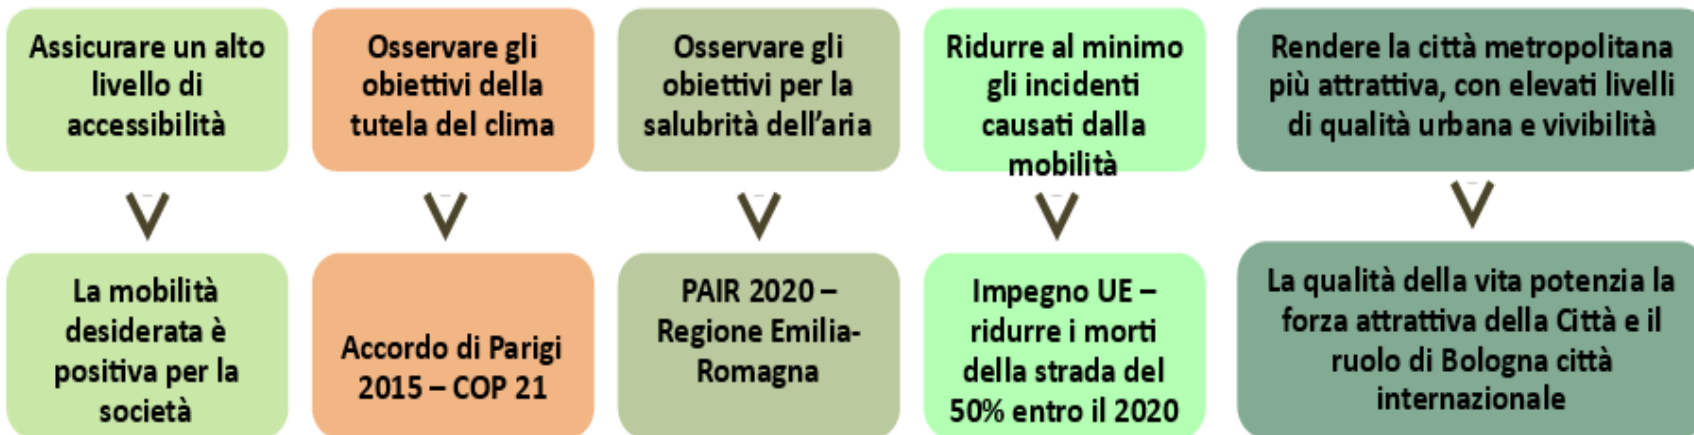 Assicurare un alto
livello di
accessibilità
Osservare gli
obiettivi della
tutela del clima
Osservare gli
obiettivi per la
salubrità dell'aria
Ridurre al minimo
gli incidenti
causati dalla
mobilità
Rendere la città metropolitana
più attrattiva, con elevati livelli
di qualità urbana e vivibilità
La mobilità
desiderata è
positiva per la
società
Accordo di Parigi
2015 – COP 21
PAIR 2020 –
Regione Emilia-
Romagna
Impegno UE –
ridurre i morti
della strada del
50% entro il 2020
La qualità della vita potenzia la
forza attrattiva della Città e il
ruolo di Bologna città
internazionale